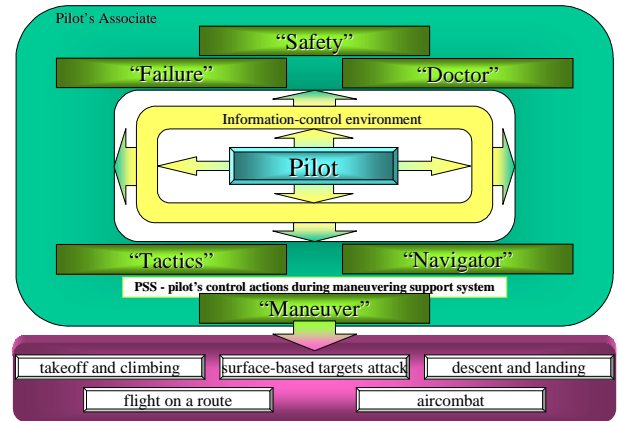 Pilot's Associate
“Safety”
“Failure”
“Doctor”
Information-control environment
Pilot
“Tactics”
“Navigator”
PSS - pilot's control actions during maneuvering support system
“Maneuver”
takeoff and climbing
surface-based targets attack
descent and landing
flight on a route
aircombat